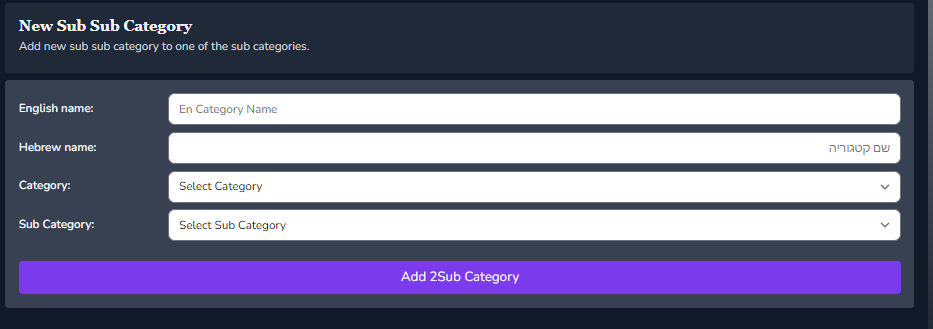 New Sub Sub Category
Add new sub sub category to one of the sub categories.
English name:
En Category Name
Hebrew name:
שם קטגוריה
Category:
Select Category
Sub Category:
Select Sub Category
Add 2Sub Category